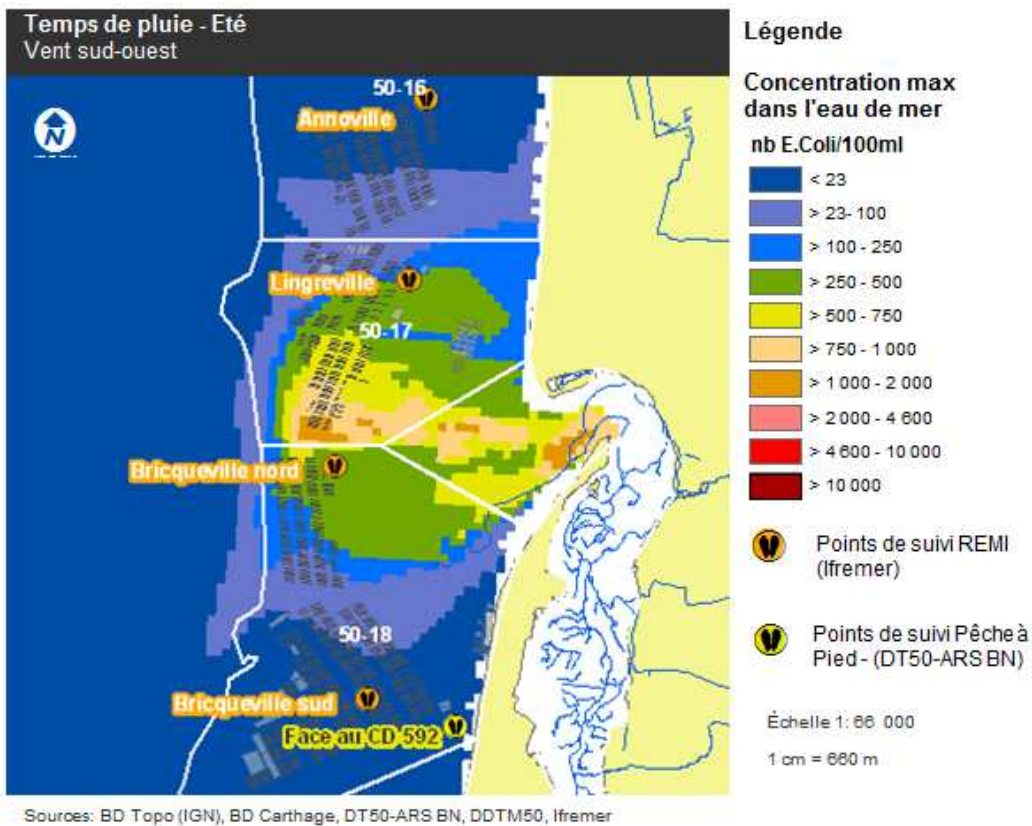 Temps de pluie - Eté
Vent sud-ouest
50-16
Annoville
N
Lingreville
50-17
Bricqueville nord
50-18
Bricqueville sud
Face au CD 592
Légende
Concentration max
dans l'eau de mer
nb E.Coli/100ml
< 23
> 23- 100
> 100 - 250
> 250 - 500
> 500 - 750
> 750 - 1 000
> 1 000 - 2 000
> 2 000 - 4 600
> 4 600 - 10 000
> 10 000
Points de suivi REMI
(Ifremer)
Points de suivi Pêche à
Pied - (DT50-ARS BN)
Échelle 1: 66 000
1 cm = 660 m
Sources: BD Topo (IGN), BD Carthage, DT50-ARS BN, DDTM50, Ifremer